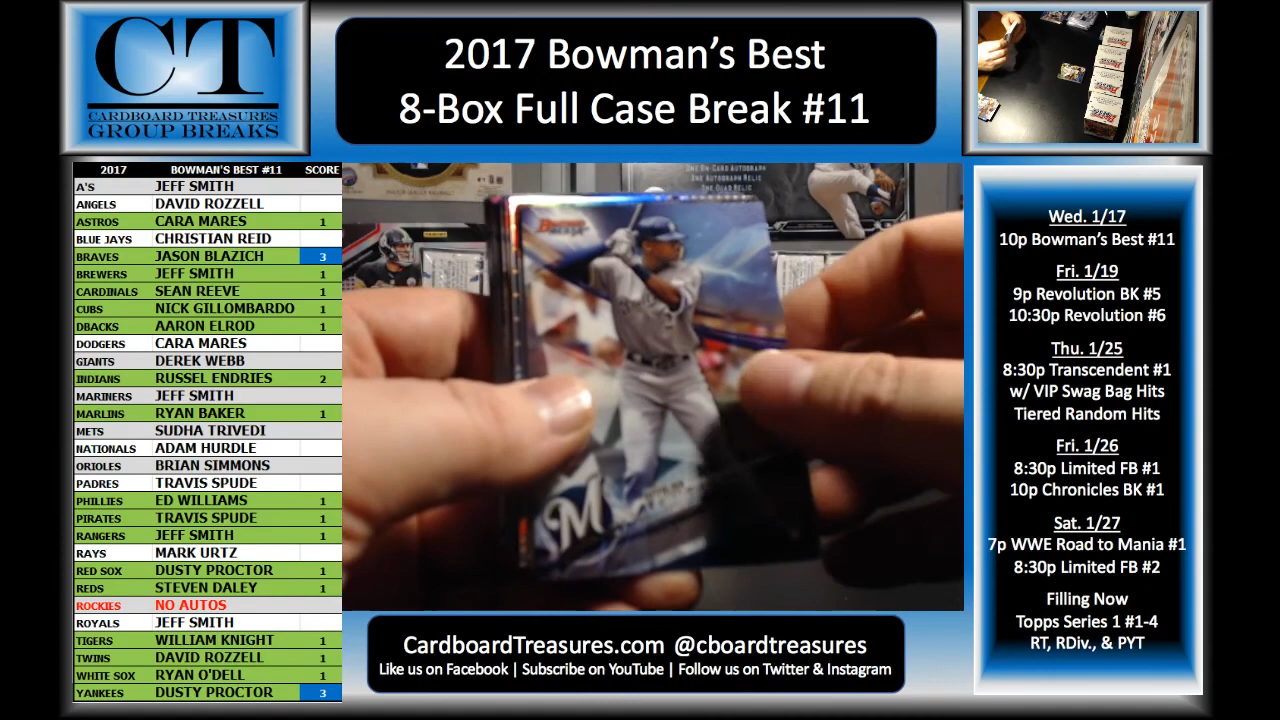 CT
CARDBOARD TREASURES
GROUP BREAKS
2017 Bowman's Best
8-Box Full Case Break #11
2017 BOWMAN'S BEST #11 SCORE
A'S JEFF SMITH
ANGELS DAVID ROZZELL
ASTROS CARA MARES 1
BLUE JAYS CHRISTIAN REID
BRAVES JASON BLAZICH 3
BREWERS JEFF SMITH 1
CARDINALS SEAN REEVE 1
CUBS NICK GILLOMBARDO 1
DBACKS AARON ELROD 1
DODGERS CARA MARES
GIANTS DEREK WEBB
INDIANS RUSSEL ENDRIES 2
MARINERS JEFF SMITH
MARLINS RYAN BAKER 1
METS SUDHA TRIVEDI
NATIONALS ADAM HURDLE
ORIOLES BRIAN SIMMONS
PADRES TRAVIS SPUDE
PHILLIES ED WILLIAMS 1
PIRATES TRAVIS SPUDE 1
RANGERS JEFF SMITH 1
RAYS MARK URTZ
RED SOX DUSTY PROCTOR 1
REDS STEVEN DALEY 1
ROCKIES NO AUTOS
ROYALS JEFF SMITH
TIGERS WILLIAM KNIGHT 1
TWINS DAVID ROZZELL 1
WHITE SOX RYAN O'DELL 1
YANKEES DUSTY PROCTOR 3
ONE ON-CARD AUTOGRAPH
ONE AUTOGRAPH RELIC
ONE QUAD RELIC
M
CardboardTreasures.com @cboardtreasures
Like us on Facebook | Subscribe on YouTube | Follow us on Twitter & Instagram
Wed. 1/17
10p Bowman's Best #11
Fri. 1/19
9p Revolution BK #5
10:30p Revolution #6
Thu. 1/25
8:30p Transcendent #1
w/ VIP Swag Bag Hits
Tiered Random Hits
Fri. 1/26
8:30p Limited FB #1
10p Chronicles BK #1
Sat. 1/27
7p WWE Road to Mania #1
8:30p Limited FB #2
Filling Now
Topps Series 1 #1-4
RT, RDiv., & PYT